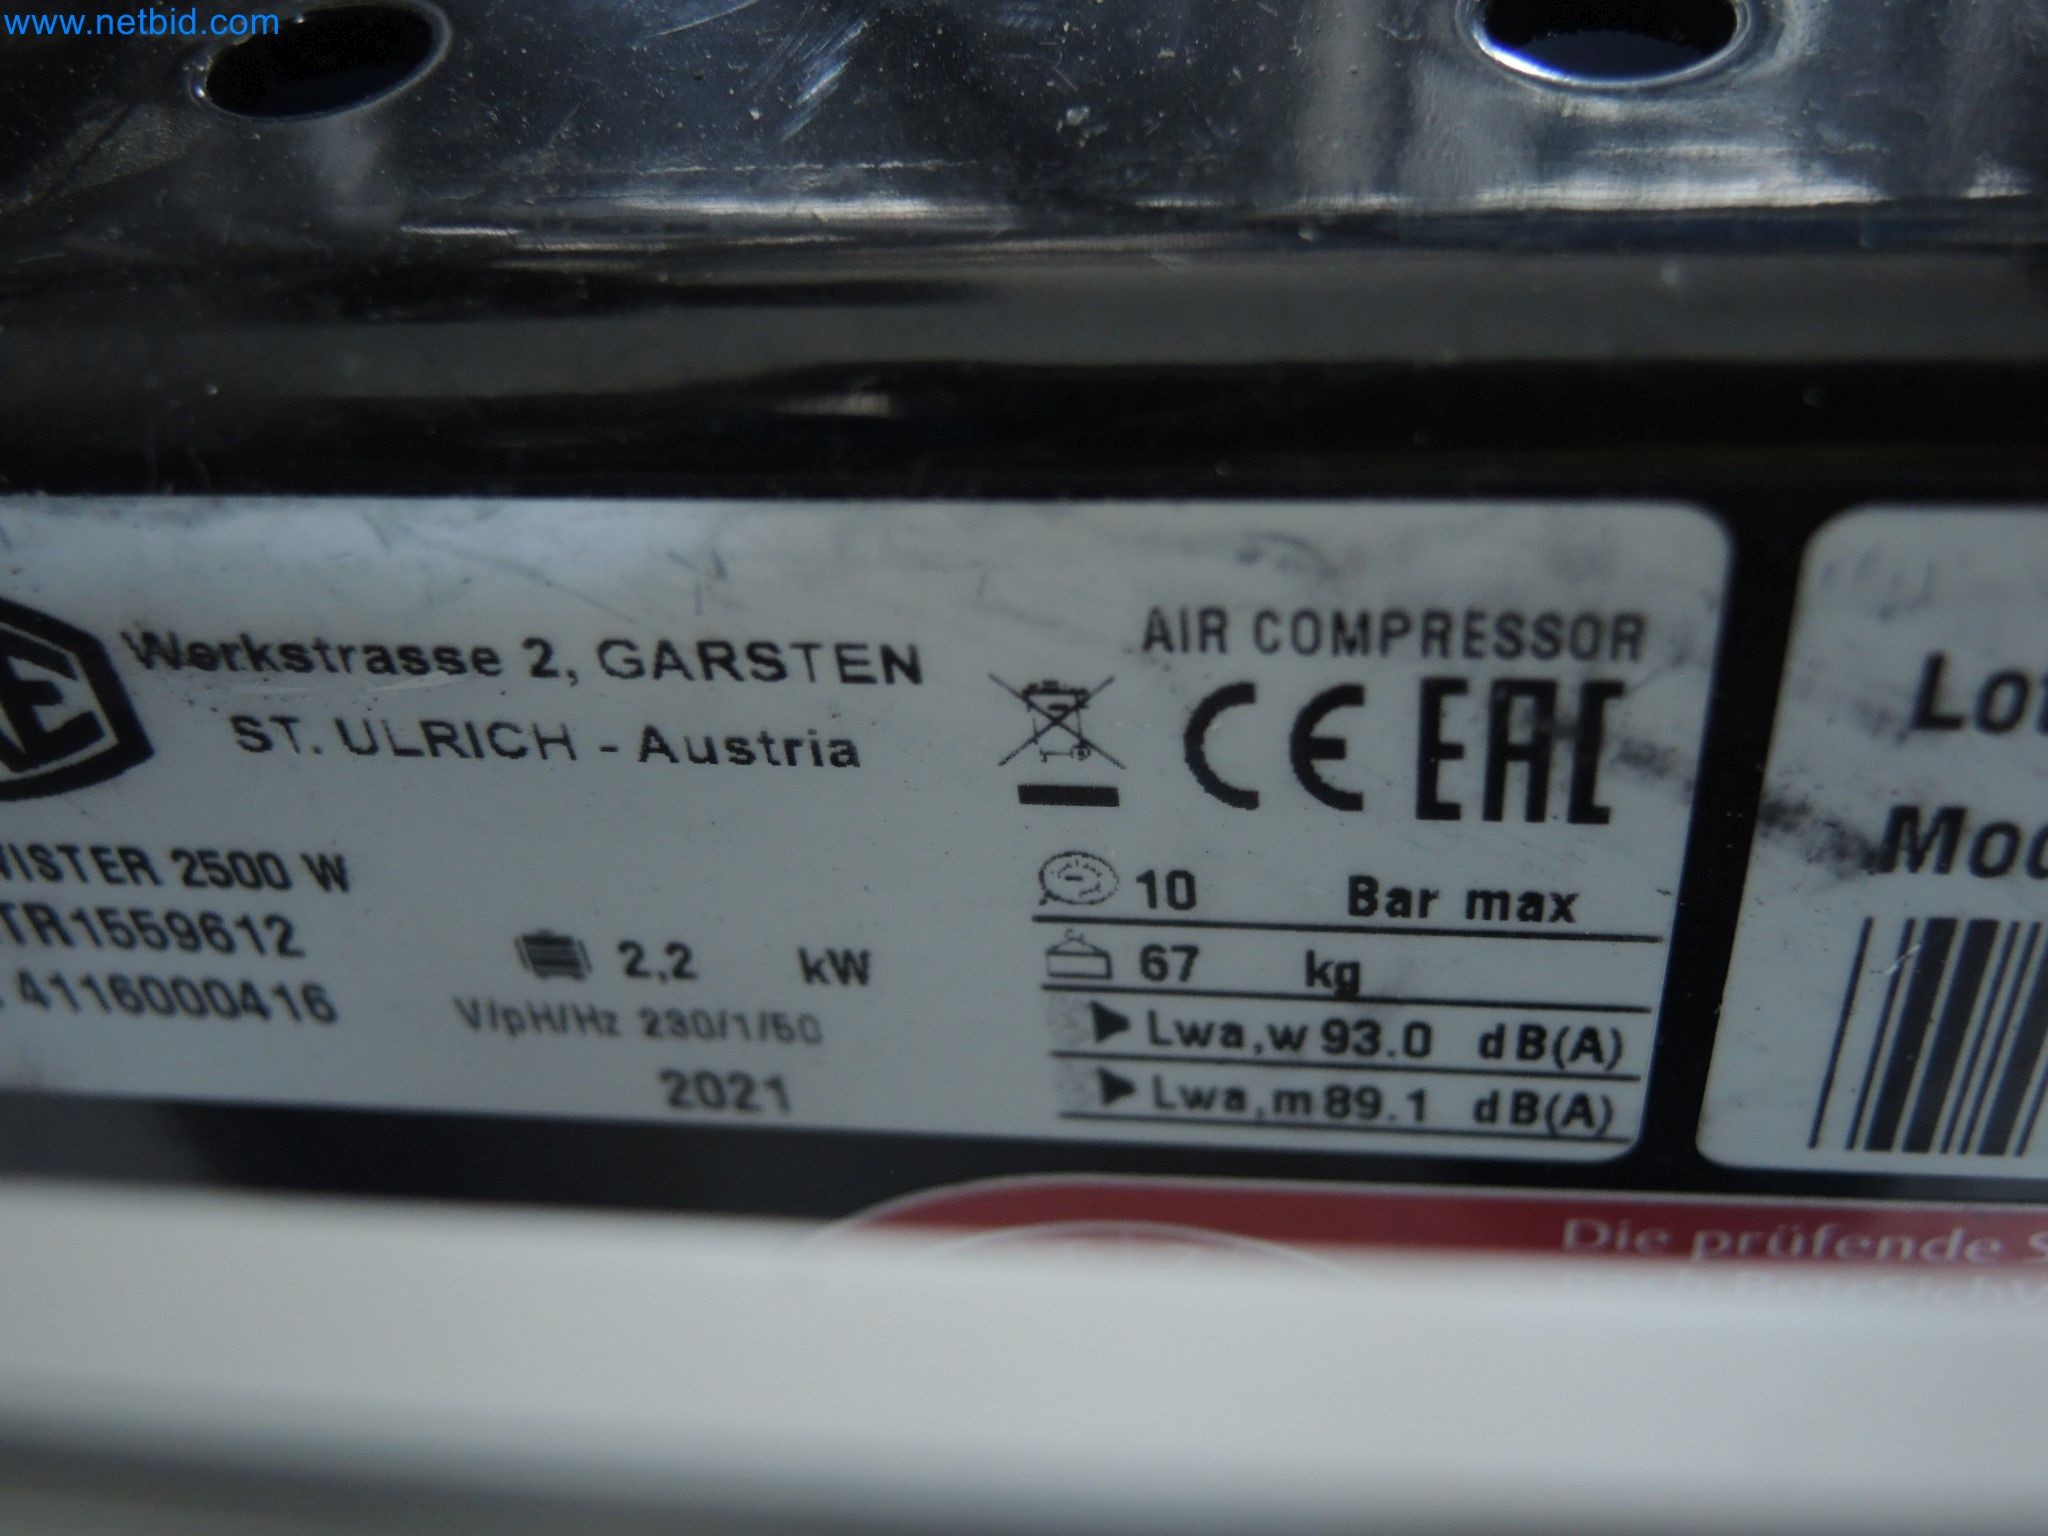 www.netbid.com
Werkstrasse 2, GARSTEN
ST. ULRICH - Austria
AIR COMPRESSOR
CE EAC
2500 W
TR1559612
4116000416
2,2 kW
V/pH/Hz 230/1/50
2021
10 Bar max
67 kg
Lwa,w 93.0 dB(A)
Lwa,m 89.1 dB(A)
Die prüfende